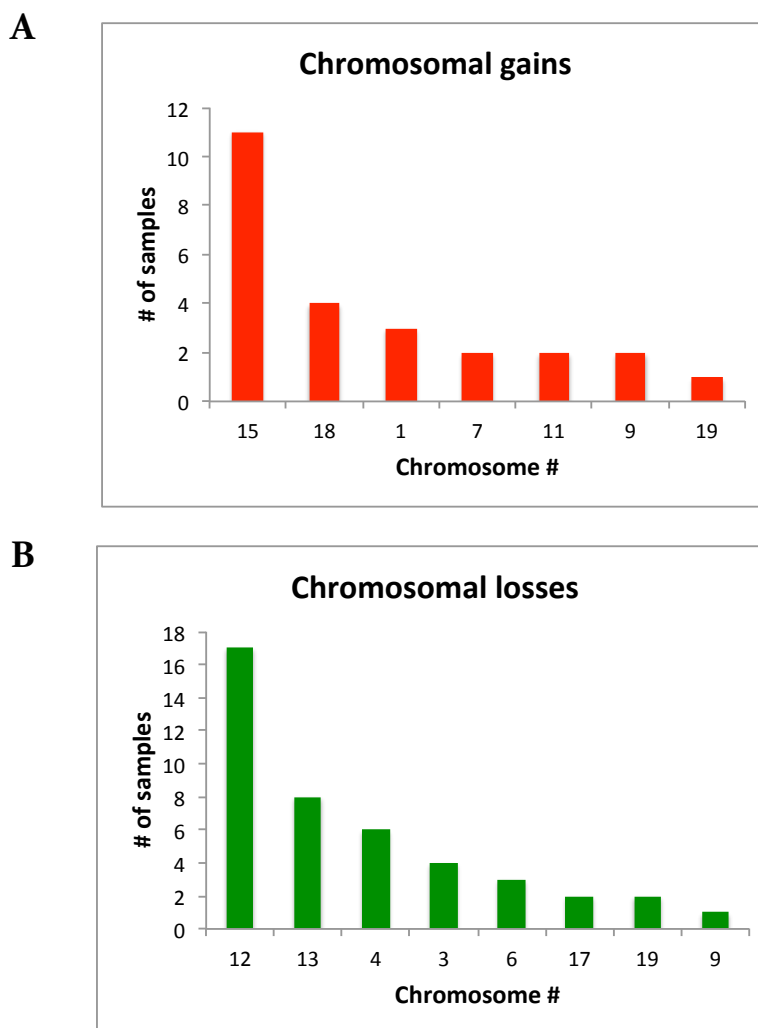 A
Chromosomal gains
12
10
8
6
4
2
0
# of samples
15 18 1 7 11 9 19
Chromosome #
B
Chromosomal losses
18
16
14
12
10
8
6
4
2
0
# of samples
12 13 4 3 6 17 19 9
Chromosome #